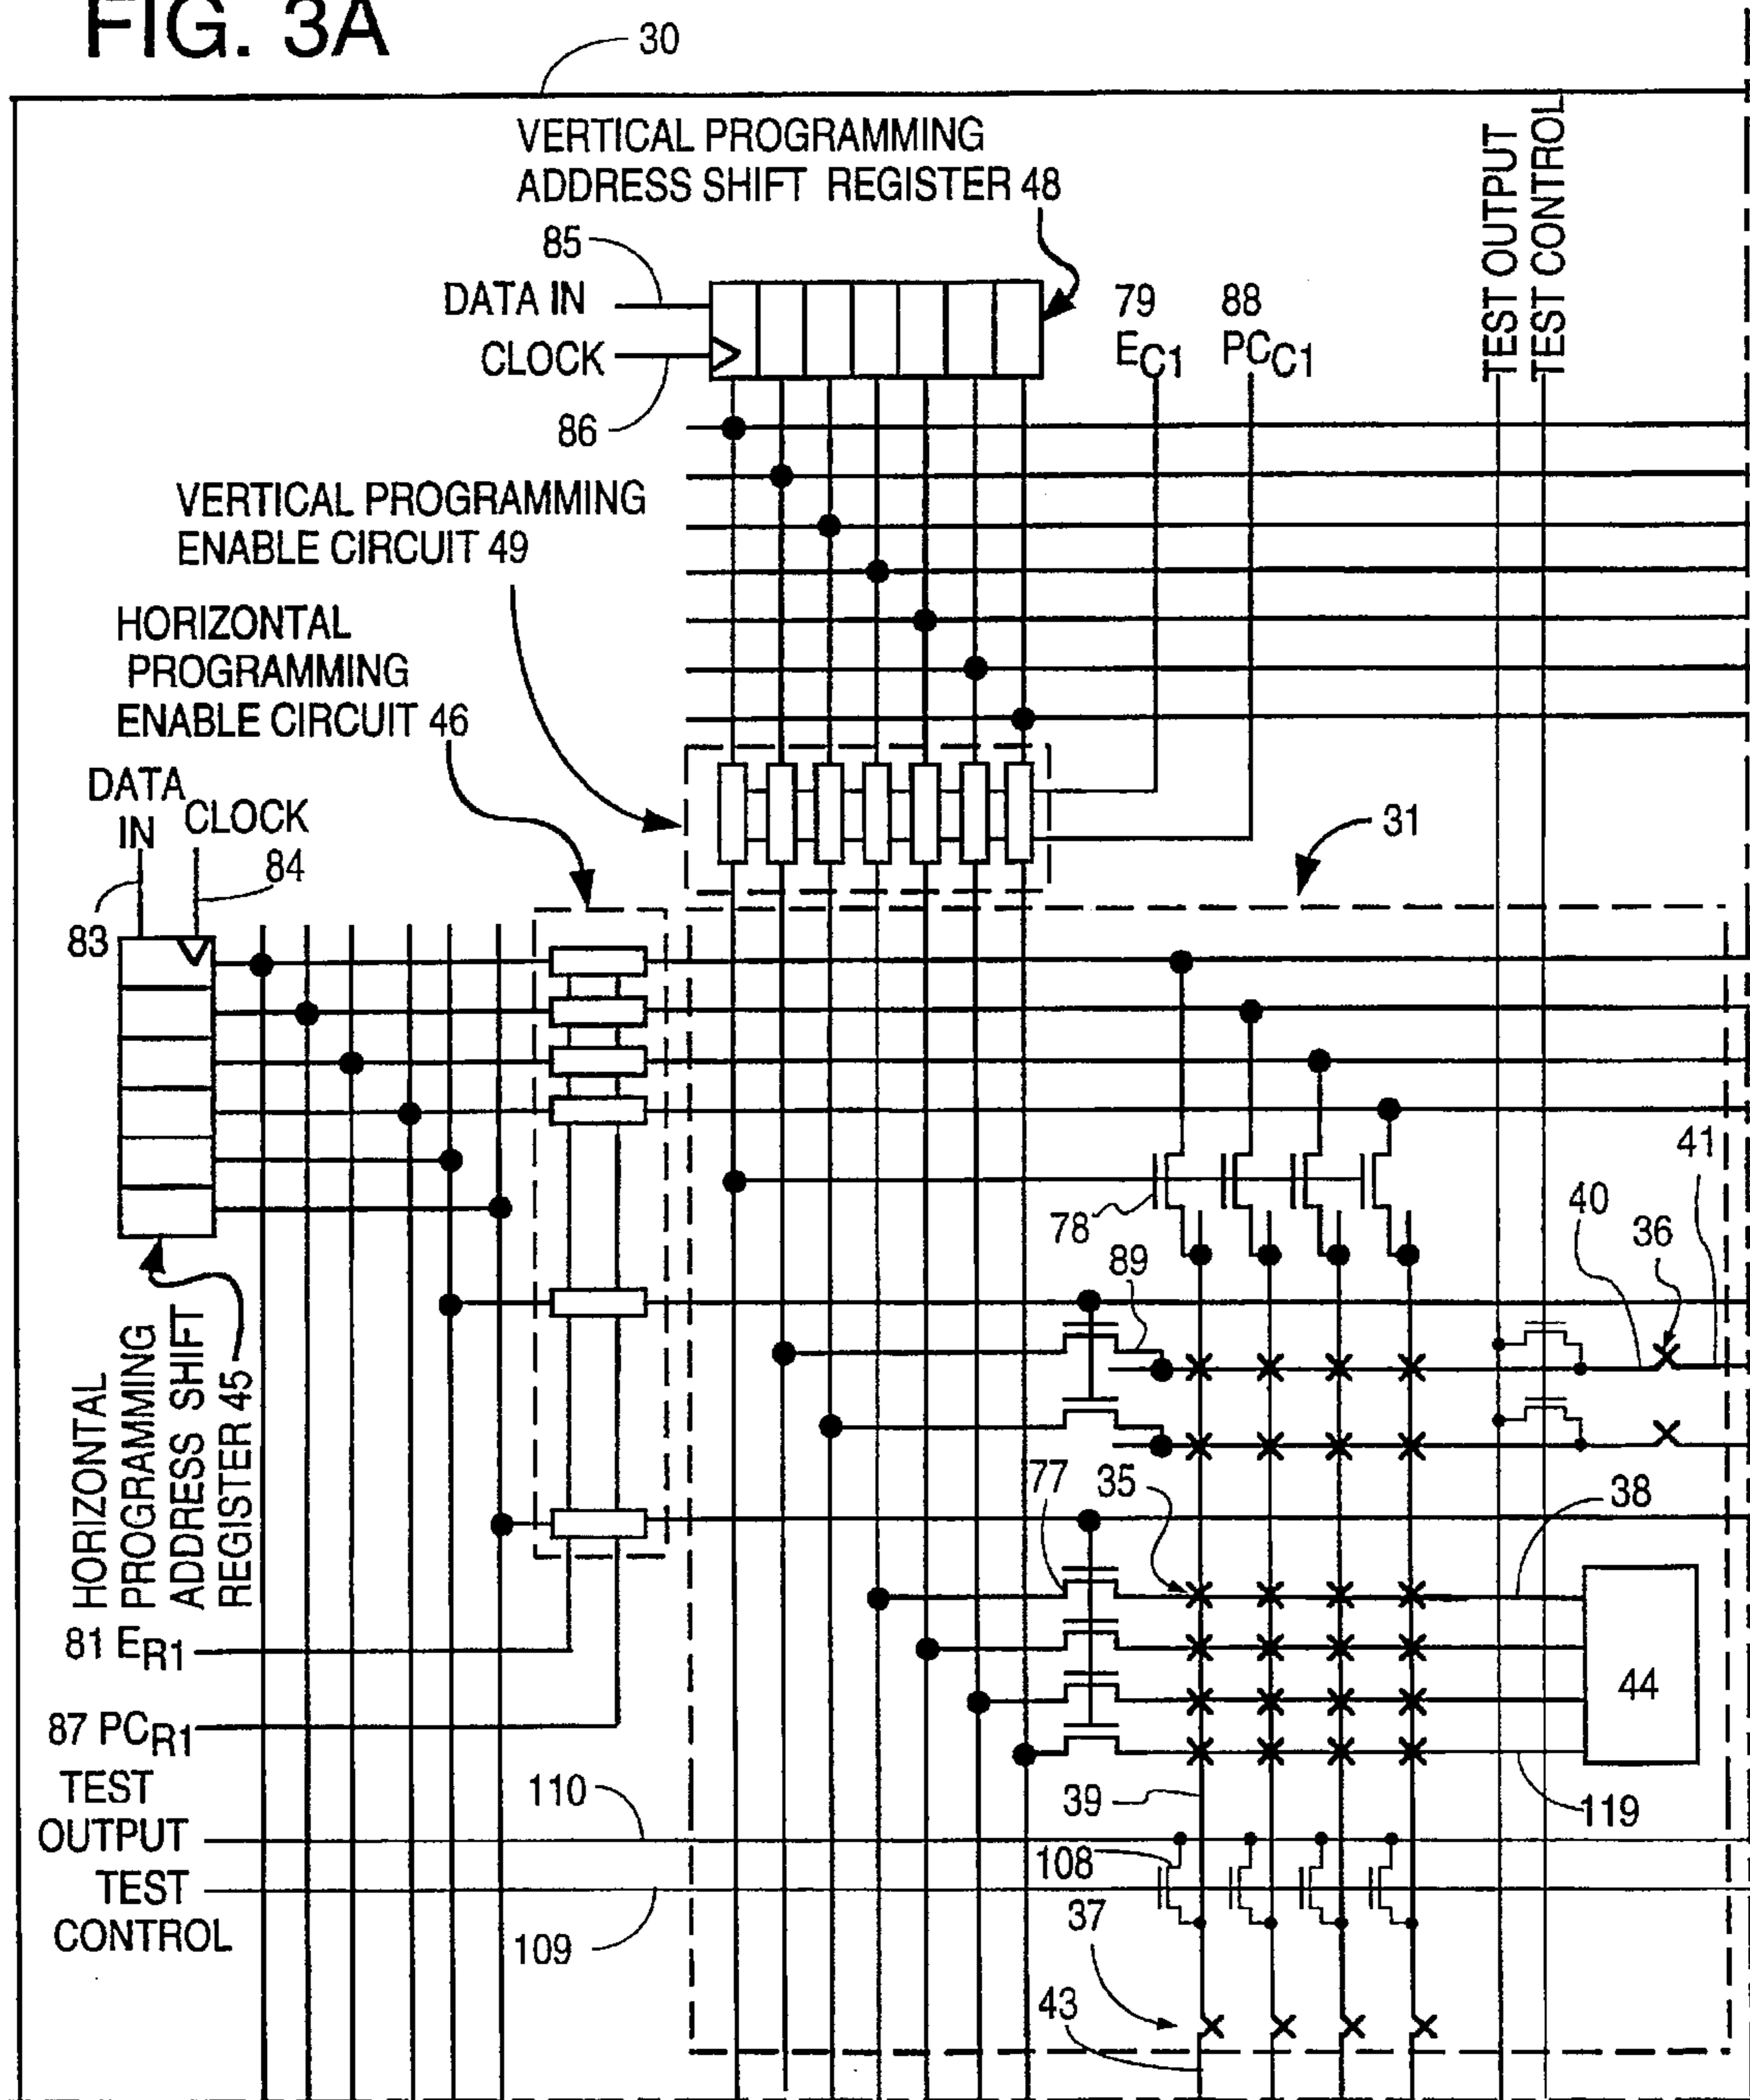 FIG. 3A
30
VERTICAL PROGRAMMING
ADDRESS SHIFT REGISTER 48
85
DATA IN
CLOCK
86
79
EC1
88
PCC1
TEST OUTPUT
TEST CONTROL
VERTICAL PROGRAMMING
ENABLE CIRCUIT 49
HORIZONTAL
PROGRAMMING
ENABLE CIRCUIT 46
DATA
IN
CLOCK
84
83
31
41
40
36
78
89
HORIZONTAL
PROGRAMMING
ADDRESS SHIFT
REGISTER 45
77
35
38
81 ER1
44
87 PCR1
TEST
OUTPUT
110
39
119
108
TEST
CONTROL
109
37
43